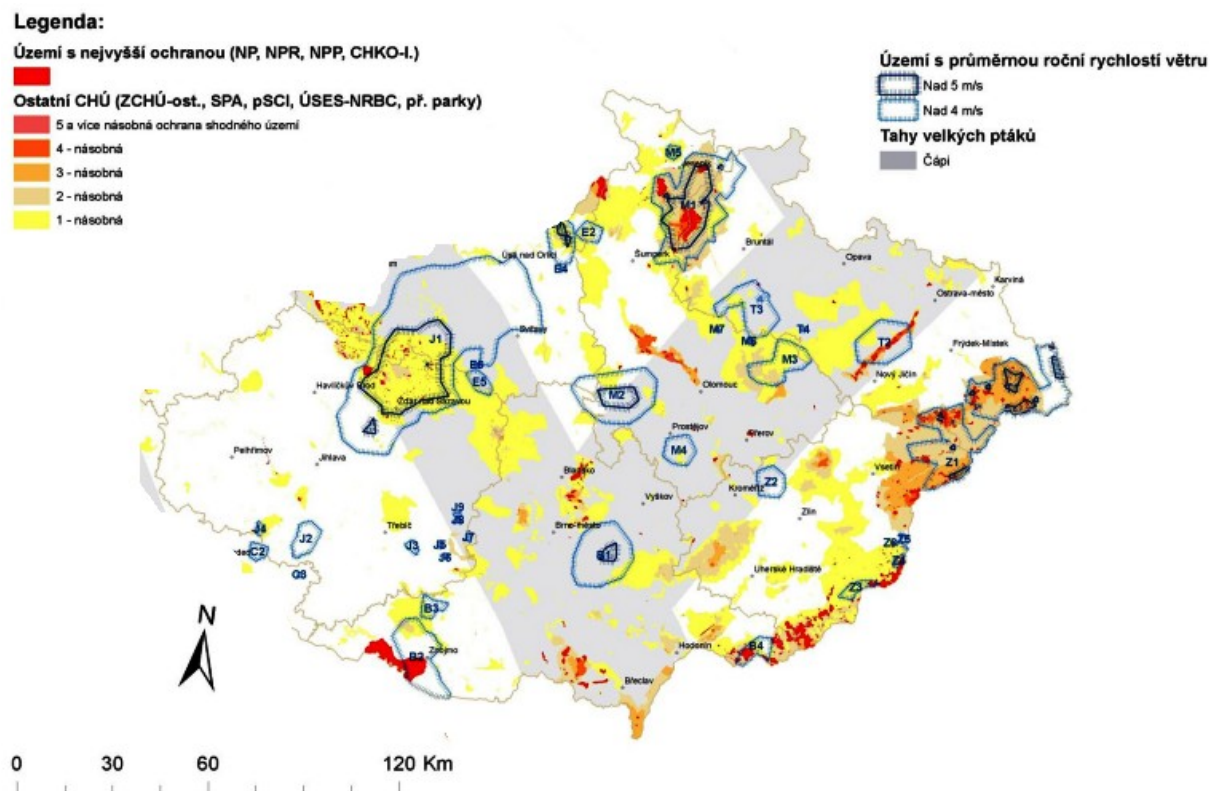 Legenda:
Území s nejvyšší ochranou (NP, NPR, NPP, CHKO-I.)
Ostatní CHÚ (ZCHÚ-ost., SPA, pSCI, ÚSES-NRBC, př. parky)
5 a více násobná ochrana shodného území
4 - násobná
3 - násobná
2 - násobná
1 - násobná
Území s průměrnou roční rychlostí větru
Nad 5 m/s
Nad 4 m/s
Tahy velkých ptáků
Čápi
M5
M1
E2
Ústí nad Orlicí
Šumperk
Bruntál
Opava
Karviná
Ostrava-město
T3
M7
T4
J1
Svitavy
M3
T2
Frýdek-Místek
Nový Jičín
E5
Havlíčkův Brod
Žďár nad Sázavou
M2
Olomouc
Prostějov
Přerov
M4
Pelhřimov
Jihlava
Blansko
Vsetín
Z1
Kroměříž
Z2
Vyškov
Zlín
J9
J4
J2
C2
Třebíč
J3
J7
Brno-město
Z5
Z3
Uherské Hradiště
B3
Znojmo
B2
Hodonín
B4
Břeclav
N
0 30 60 120 Km